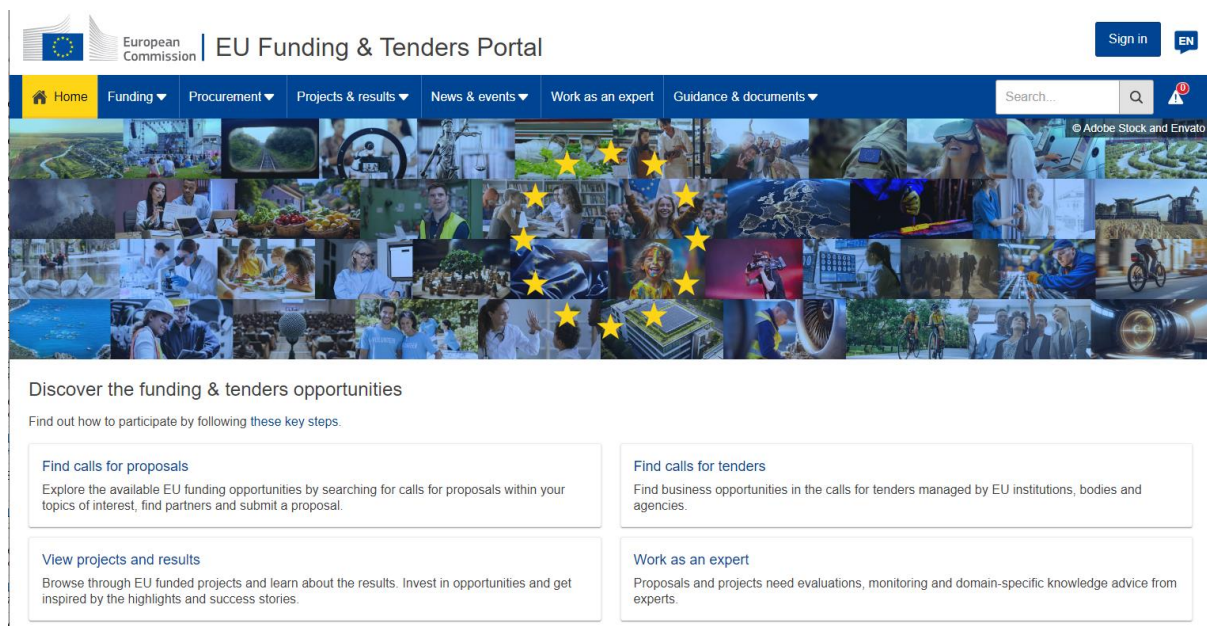 European
Commission
EU Funding & Tenders Portal
Sign in
EN
Home
Funding
Procurement
Projects & results
News & events
Work as an expert
Guidance & documents
Search...
0
© Adobe Stock and Envato
Discover the funding & tenders opportunities
Find out how to participate by following these key steps.
Find calls for proposals
Explore the available EU funding opportunities by searching for calls for proposals within your
topics of interest, find partners and submit a proposal.
Find calls for tenders
Find business opportunities in the calls for tenders managed by EU institutions, bodies and
agencies.
View projects and results
Browse through EU funded projects and learn about the results. Invest in opportunities and get
inspired by the highlights and success stories.
Work as an expert
Proposals and projects need evaluations, monitoring and domain-specific knowledge advice from
experts.